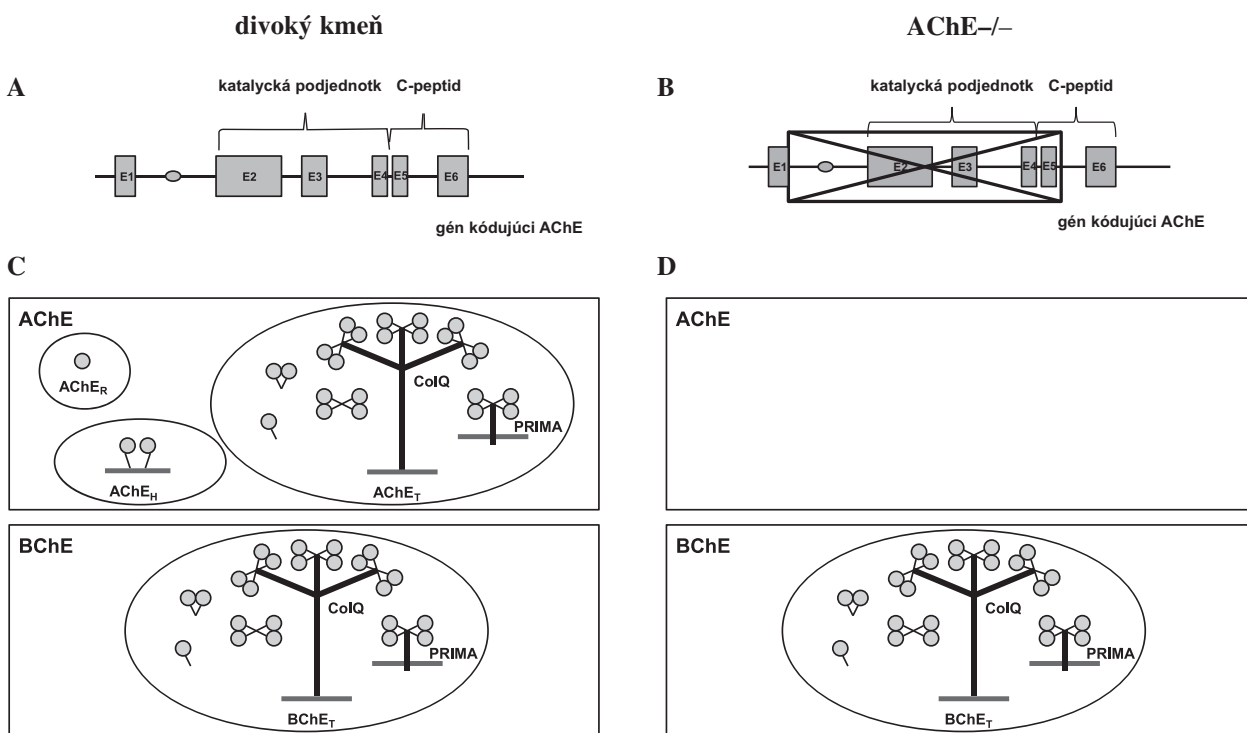 divoký kmeň
AChE–/–
A
katalycká podjednotk C-peptid
E1 E2 E3 E4 E5 E6
gén kódujúci AChE
B
katalycká podjednotk C-peptid
E1 E2 E3 E4 E5 E6
gén kódujúci AChE
C
AChE
AChER
ColQ
PRIMA
AChEH
AChET
BChE
ColQ
PRIMA
BChET
D
AChE
BChE
ColQ
PRIMA
BChET